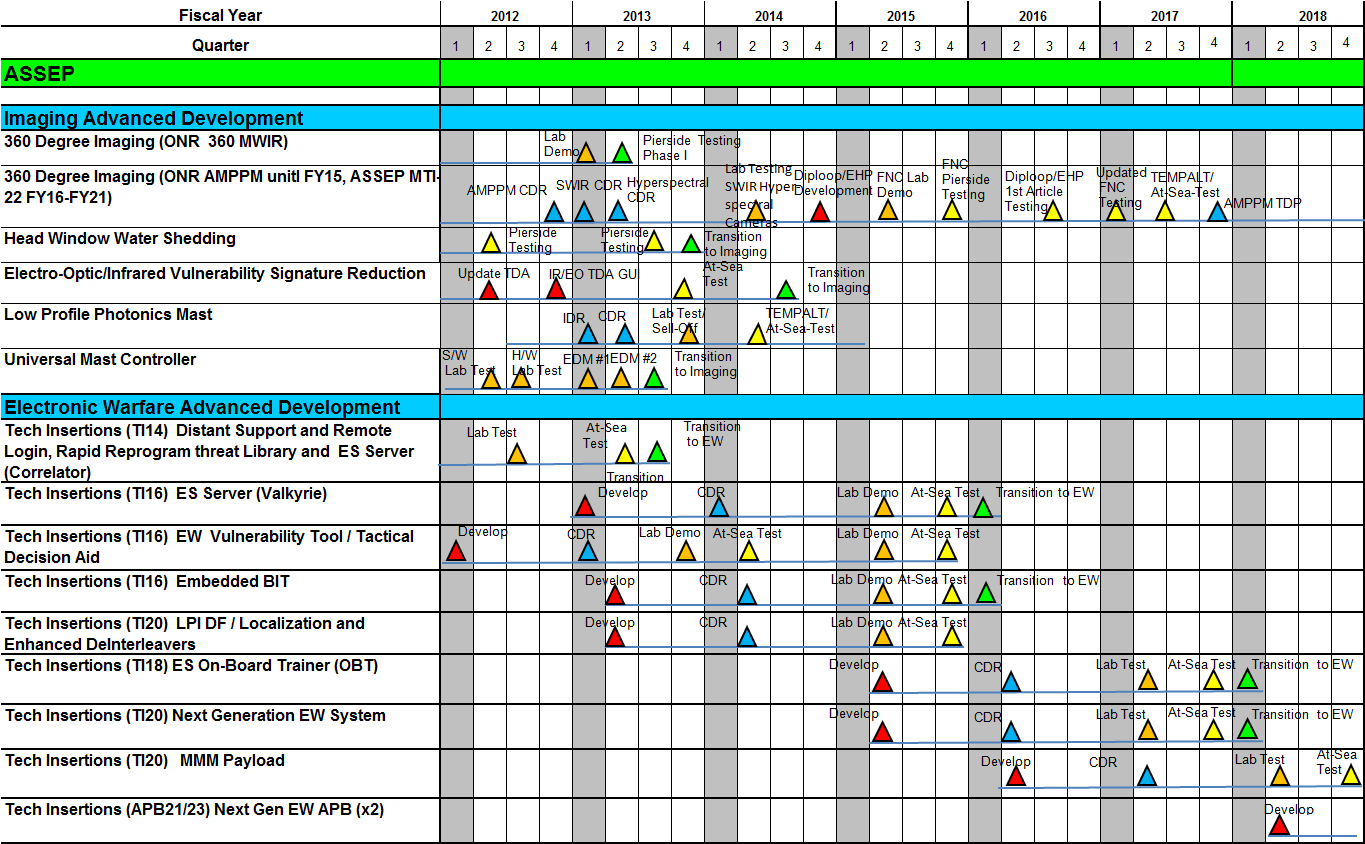 Fiscal Year 2012 2013 2014 2015 2016 2017 2018
Quarter 1 2 3 4 1 2 3 4 1 2 3 4 1 2 3 4 1 2 3 4 1 2 3 4 1 2 3 4
ASSEP
Imaging Advanced Development
360 Degree Imaging (ONR 360 MWIR)
Lab
Demo
Pierside Testing
Phase I
360 Degree Imaging (ONR AMPPM unitl FY15, ASSEP MTI-
22 FY16-FY21)
AMPPM CDR
SWIR CDR
Hyperspectral
CDR
Lab Testing
SWIR Hyper
spectral
Cameras
Diploop/EHP
Development
FNC Lab
Demo
FNC
Pierside
Testing
Diploop/EHP
1st Article
Testing
Updated
FNC
Testing
TEMPALT/
At-Sea-Test
AMPPM TDP
Head Window Water Shedding
Pierside
Testing
Pierside
Testing
Transition
to Imaging
Electro-Optic/Infrared Vulnerability Signature Reduction
Update TDA
IR/EO TDA GUI
At-Sea
Test
Transition
to Imaging
Low Profile Photonics Mast
IDR
CDR
Lab Test/
Sell-Off
TEMPALT/
At-Sea-Test
Universal Mast Controller
S/W
Lab Test
H/W
Lab Test
EDM #1
EDM #2
Transition
to Imaging
Electronic Warfare Advanced Development
Tech Insertions (TI14) Distant Support and Remote
Login, Rapid Reprogram threat Library and ES Server
(Correlator)
Lab Test
At-Sea
Test
Transition
to EW
Transition
Tech Insertions (TI16) ES Server (Valkyrie)
Develop
CDR
Lab Demo
At-Sea Test
Transition to EW
Tech Insertions (TI16) EW Vulnerability Tool / Tactical
Decision Aid
Develop
CDR
Lab Demo
At-Sea Test
Lab Demo
At-Sea Test
Tech Insertions (TI16) Embedded BIT
Develop
CDR
Lab Demo
At-Sea Test
Transition to EW
Tech Insertions (TI20) LPI DF / Localization and
Enhanced DeInterleavers
Develop
CDR
Lab Demo
At-Sea Test
Tech Insertions (TI18) ES On-Board Trainer (OBT)
Develop
CDR
Lab Test
At-Sea Test
Transition to EW
Tech Insertions (TI20) Next Generation EW System
Develop
CDR
Lab Test
At-Sea Test
Transition to EW
Tech Insertions (TI20) MMM Payload
Develop
CDR
Lab Test
At-Sea
Test
Tech Insertions (APB21/23) Next Gen EW APB (x2)
Develop